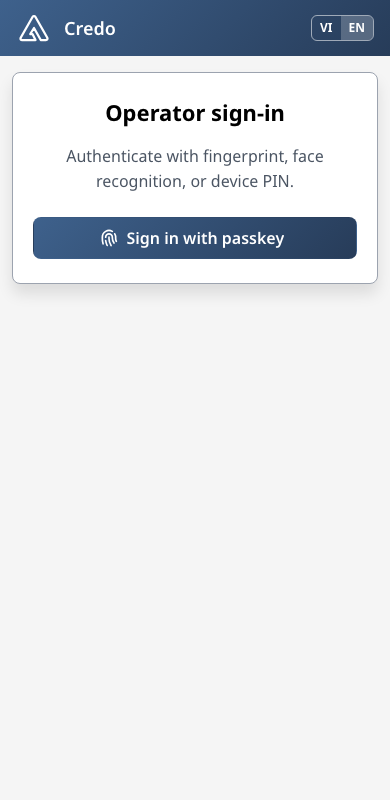 Credo
VI EN
Operator sign-in
Authenticate with fingerprint, face
recognition, or device PIN.
Sign in with passkey